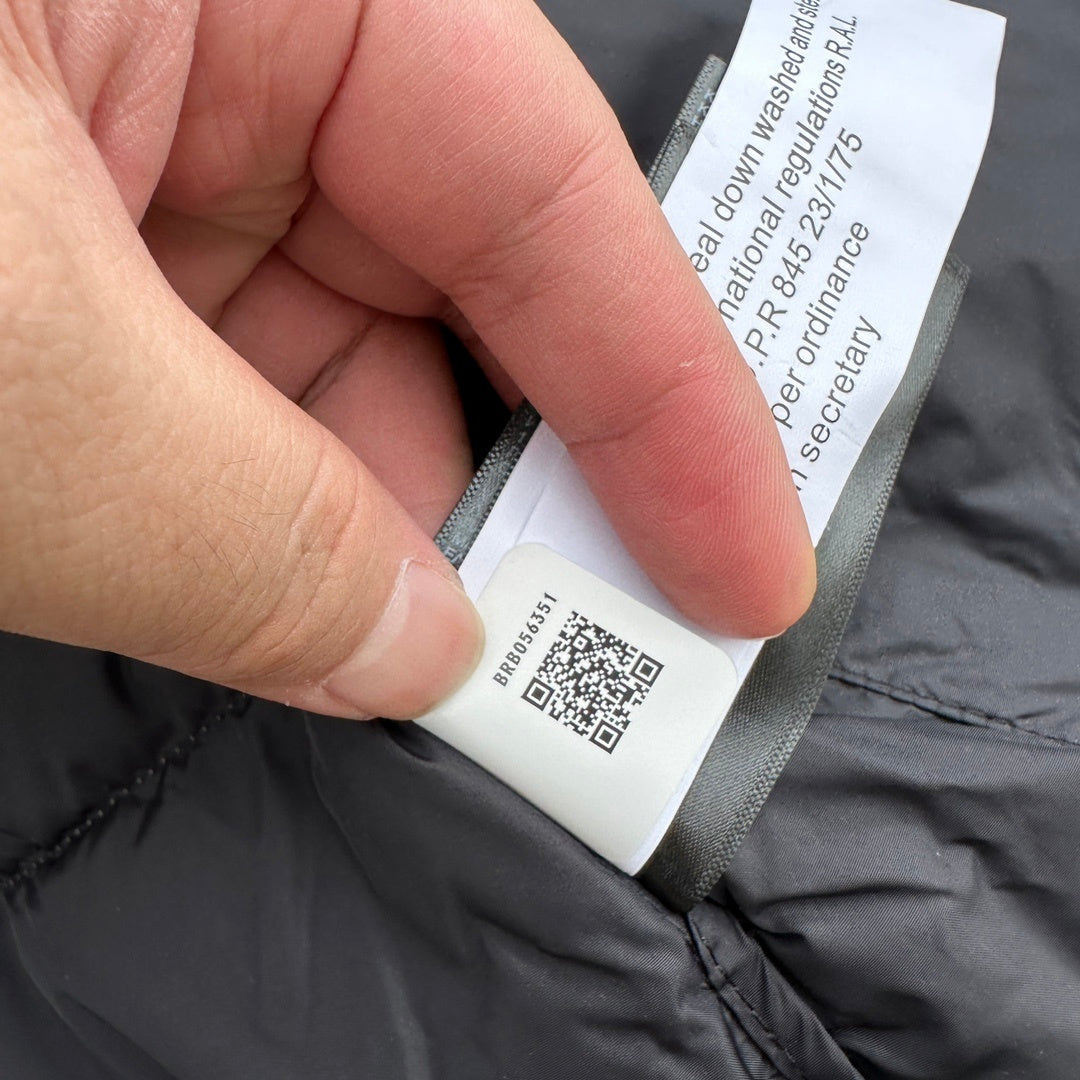 eal down washed and ste
national regulations R.A.L.
.P.R 845 23/1/75
per ordinance
secretary
BRB056351